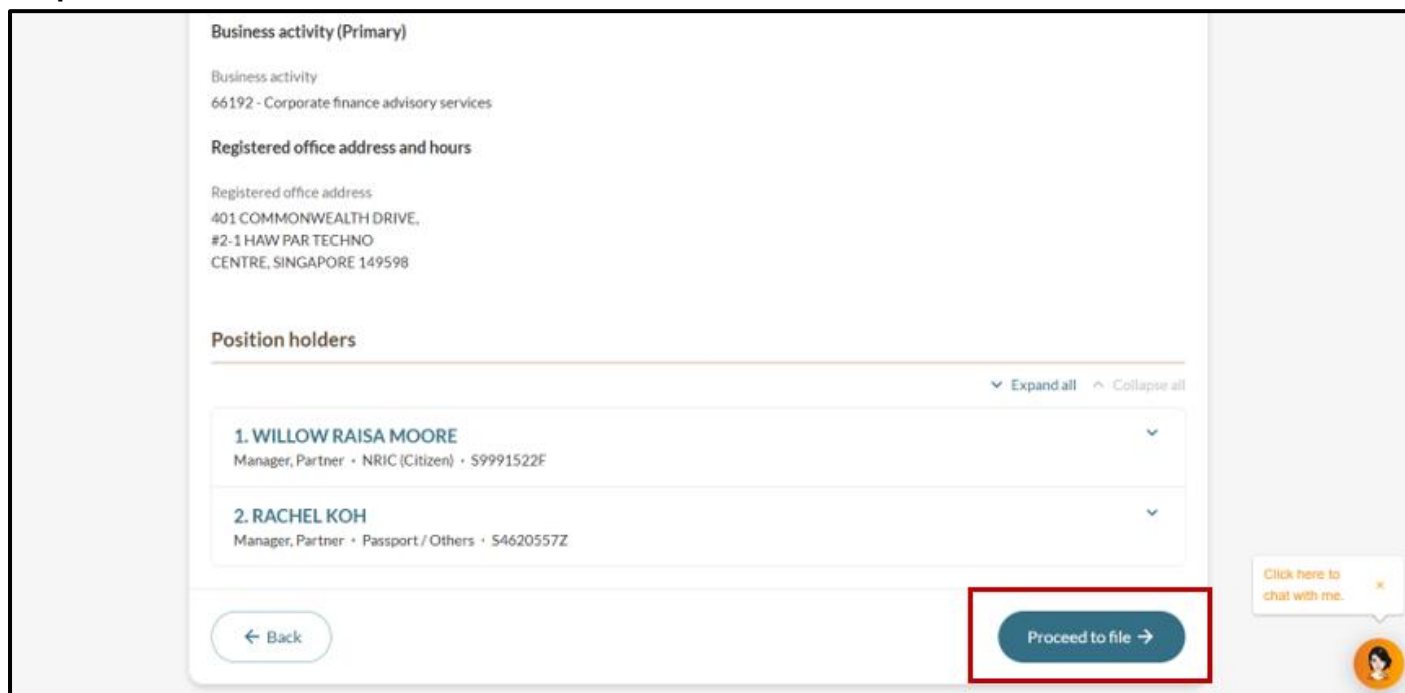 Business activity (Primary)
Business activity
66192 - Corporate finance advisory services
Registered office address and hours
Registered office address
401 COMMONWEALTH DRIVE,
#2-1 HAW PAR TECHNO
CENTRE, SINGAPORE 149598
Position holders
Expand all Collapse all
1. WILLOW RAISA MOORE
Manager, Partner • NRIC (Citizen) • S9991522F
2. RACHEL KOH
Manager, Partner • Passport / Others • S4620557Z
Click here to
chat with me. ×
← Back
Proceed to file →